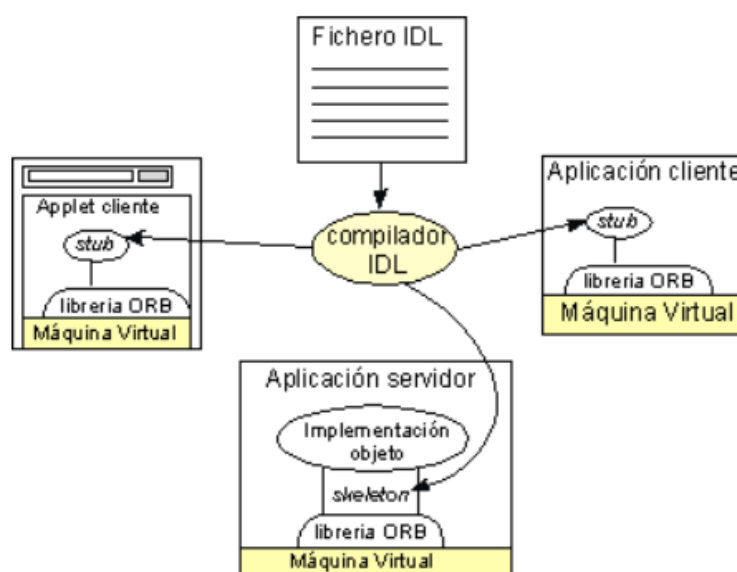 Fichero IDL
Applet cliente
stub
libreria ORB
Máquina Virtual
compilador
IDL
Aplicación cliente
stub
libreria ORB
Máquina Virtual
Aplicación servidor
Implementación
objeto
skeleton
libreria ORB
Máquina Virtual